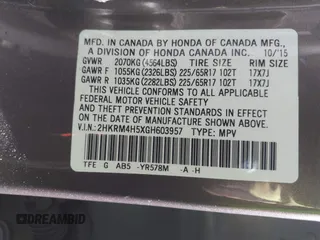 MFD. IN CANADA BY HONDA OF CANADA MFG.,
A DIVISION OF HONDA CANADA INC. 10/15
GVWR 2070KG(4564LBS) TIRE SIZE RIM SIZE
GAWR F 1055KG(2326LBS) 225/65R17 102T 17X7J
GAWR R 1035KG(2282LBS) 225/65R17 102T 17X7J
THIS VEHICLE CONFORMS TO ALL APPLICABLE
FEDERAL MOTOR VEHICLE SAFETY AND
STANDARDS IN EFFECT ON THE DATE OF
MANUFACTURE SHOWN ABOVE.
V.I.N.:2HKRM4H5XGH603957 TYPE: MPV
TFE G AB5 -YR578M -A -H
DREAMBID